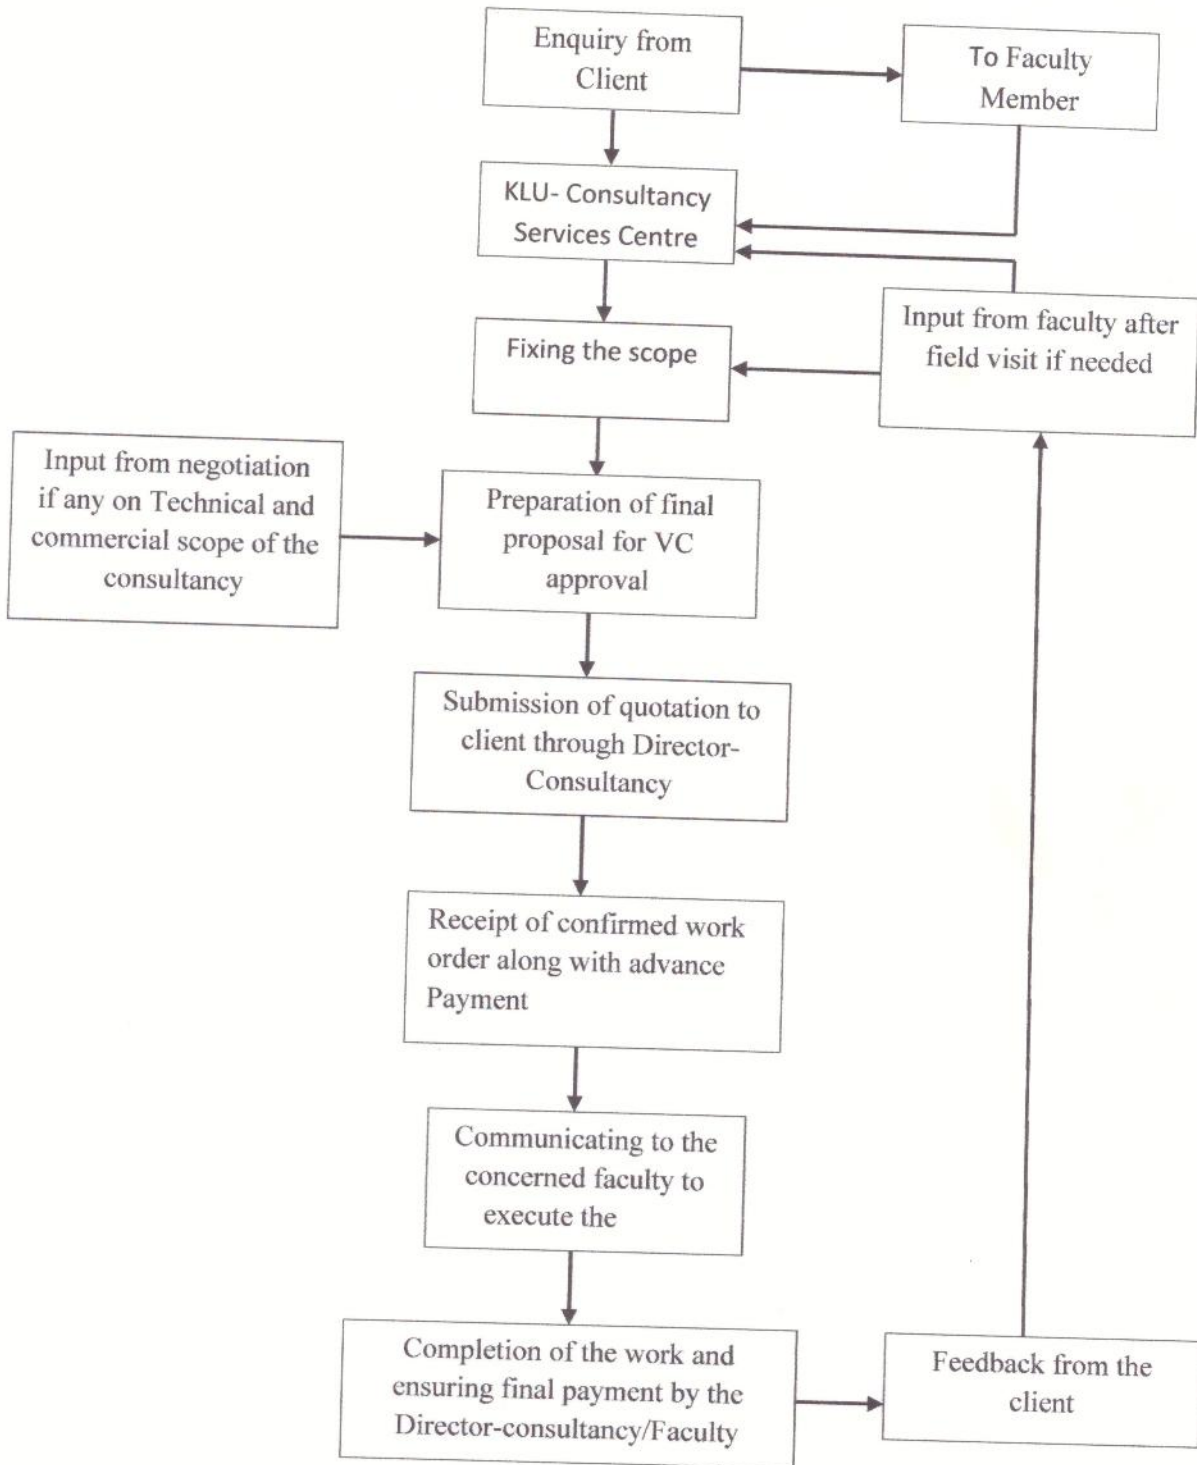 Enquiry from
Client
To Faculty
Member
KLU- Consultancy
Services Centre
Fixing the scope
Input from faculty after
field visit if needed
Input from negotiation
if any on Technical and
commercial scope of the
consultancy
Preparation of final
proposal for VC
approval
Submission of quotation to
client through Director-
Consultancy
Receipt of confirmed work
order along with advance
Payment
Communicating to the
concerned faculty to
execute the
Completion of the work and
ensuring final payment by the
Director-consultancy/Faculty
Feedback from the
client